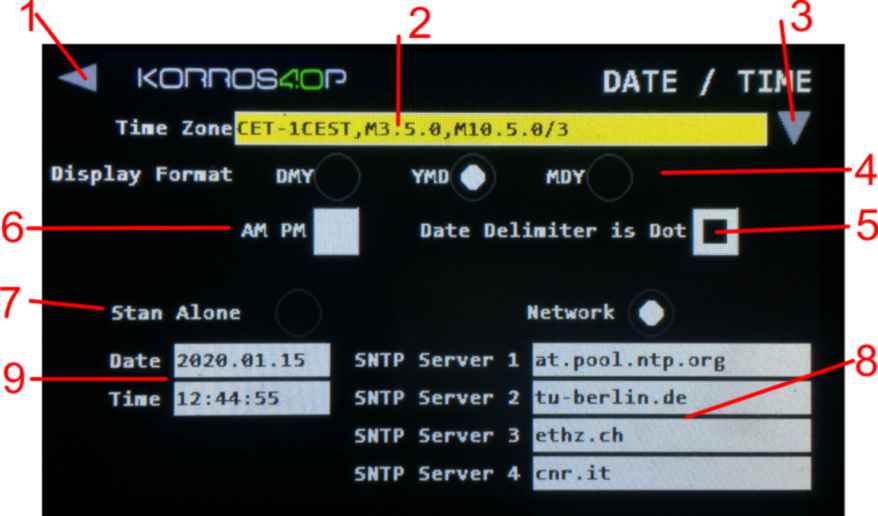 1 2 3
KORROS40P DATE / TIME
Time Zone CET-1CEST,M3.5.0,M10.5.0/3
Display Format DMY YMD MDY 4
6 AM PM Date Delimiter is Dot 5
7 Stan Alone Network
Date 2020.01.15 SNTP Server 1 at.pool.ntp.org
9 Time 12:44:55 SNTP Server 2 tu-berlin.de 8
SNTP Server 3 ethz.ch
SNTP Server 4 cnr.it